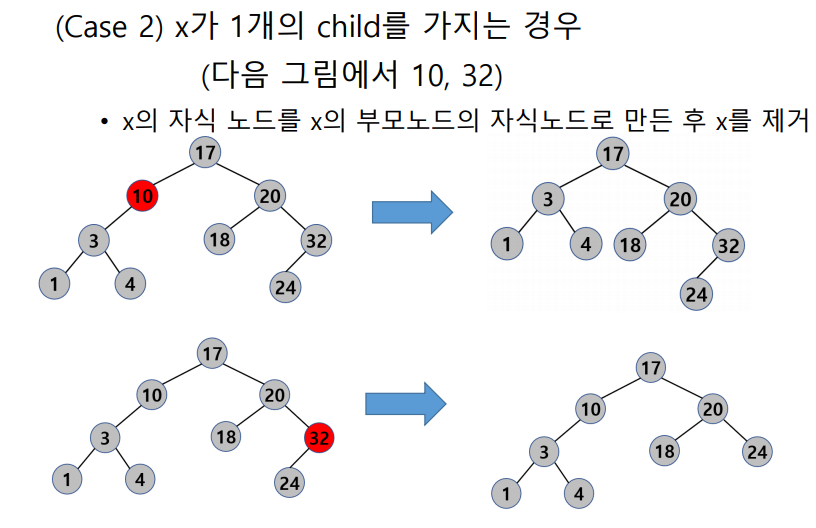 (Case 2) x가 1개의 child를 가지는 경우
(다음 그림에서 10, 32)
• x의 자식 노드를 x의 부모노드의 자식노드로 만든 후 x를 제거
17
10 20
3 18 32
1 4 24
17
3 20
1 4 18 32
24
17
10 20
3 18 32
1 4 24
17
10 20
3 18 24
1 4